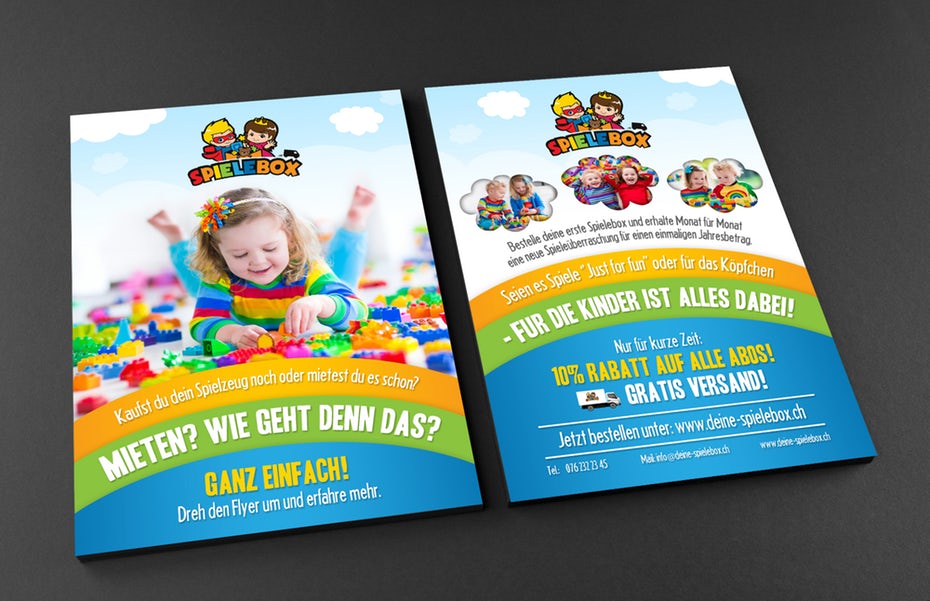 SPIELEBOX
Kaufst du dein Spielzeug noch oder mietest du es schon?
MIETEN? WIE GEHT DENN DAS?
GANZ EINFACH!
Dreh den Flyer um und erfahre mehr.
SPIELEBOX
Bestelle deine erste Spielebox und erhalte Monat für Monat
eine neue Spieleüberraschung für einen einmaligen Jahresbetrag.
Seien es Spiele "Just for fun" oder für das Köpfchen
- FÜR DIE KINDER IST ALLES DABEI!
Nur für kurze Zeit:
10% RABATT AUF ALLE ABOS!
GRATIS VERSAND!
Jetzt bestellen unter: www.deine-spielebox.ch
Tel.: 076 232 23 45 Mail: info@deine-spielebox.ch www.deine-spielebox.ch